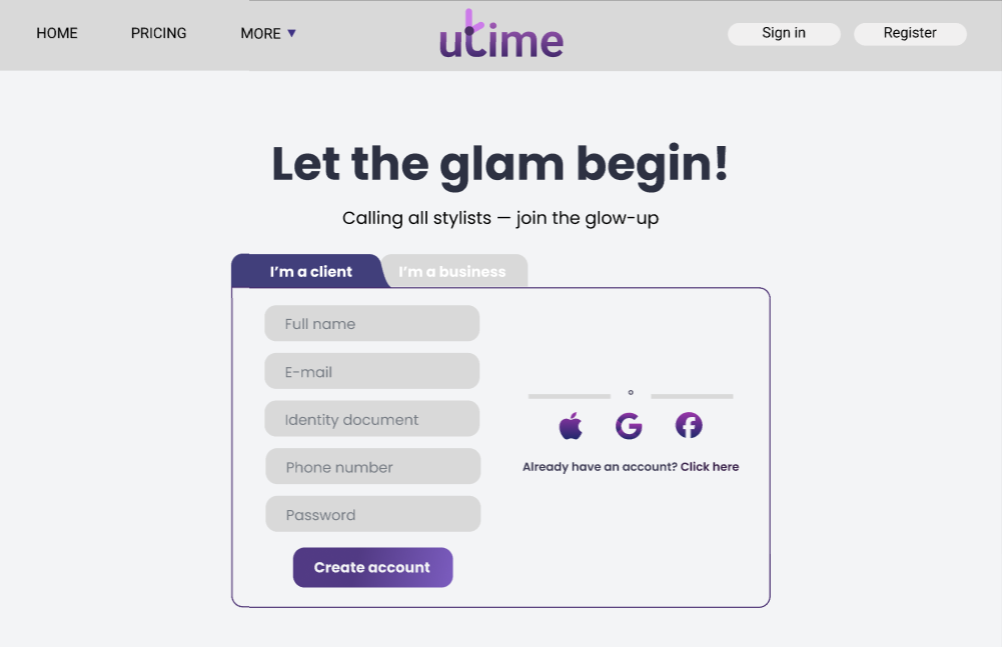 HOME
PRICING
MORE
utime
Sign in
Register
Let the glam begin!
Calling all stylists — join the glow-up
I'm a client
I'm a business
Full name
E-mail
Identity document
Phone number
Password
Create account
Already have an account? Click here